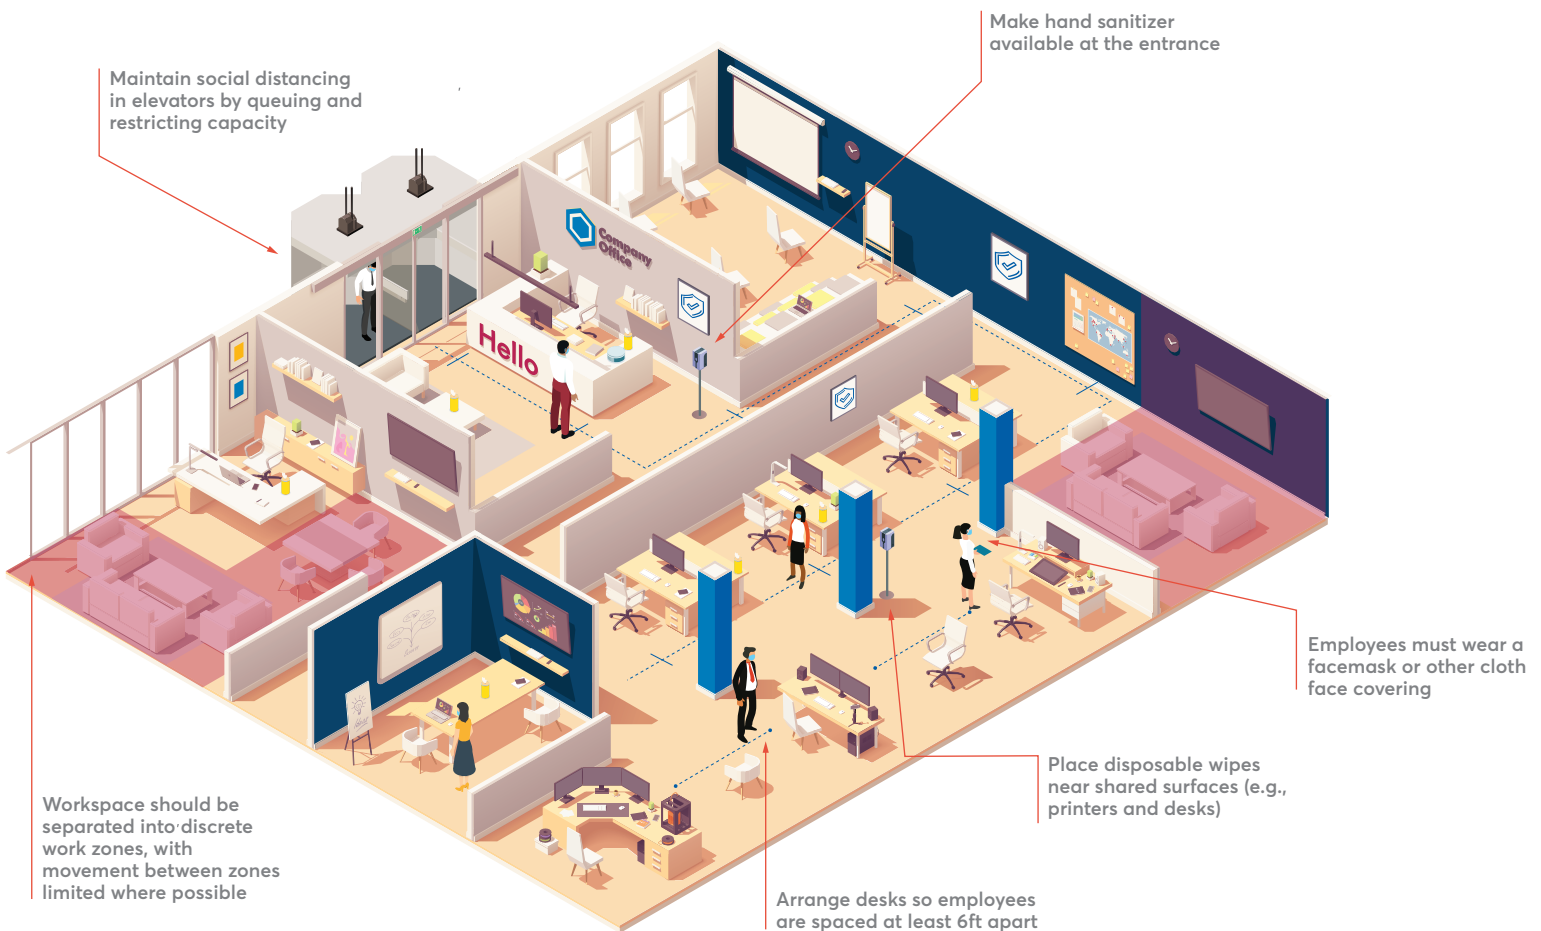 Make hand sanitizer
available at the entrance
Maintain social distancing
in elevators by queuing and
restricting capacity
Company
Office
Hello
Employees must wear a
facemask or other cloth
face covering
Place disposable wipes
near shared surfaces (e.g.,
printers and desks)
Workspace should be
separated into discrete
work zones, with
movement between zones
limited where possible
Arrange desks so employees
are spaced at least 6ft apart